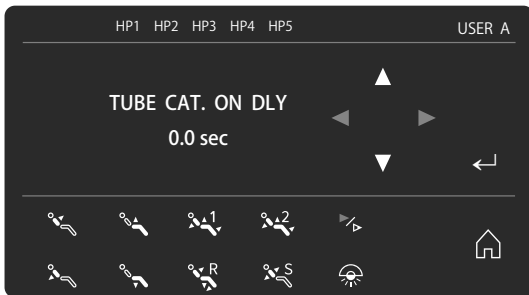 HP1 HP2 HP3 HP4 HP5 USER A
TUBE CAT. ON DLY
0.0 sec
1 2
R S